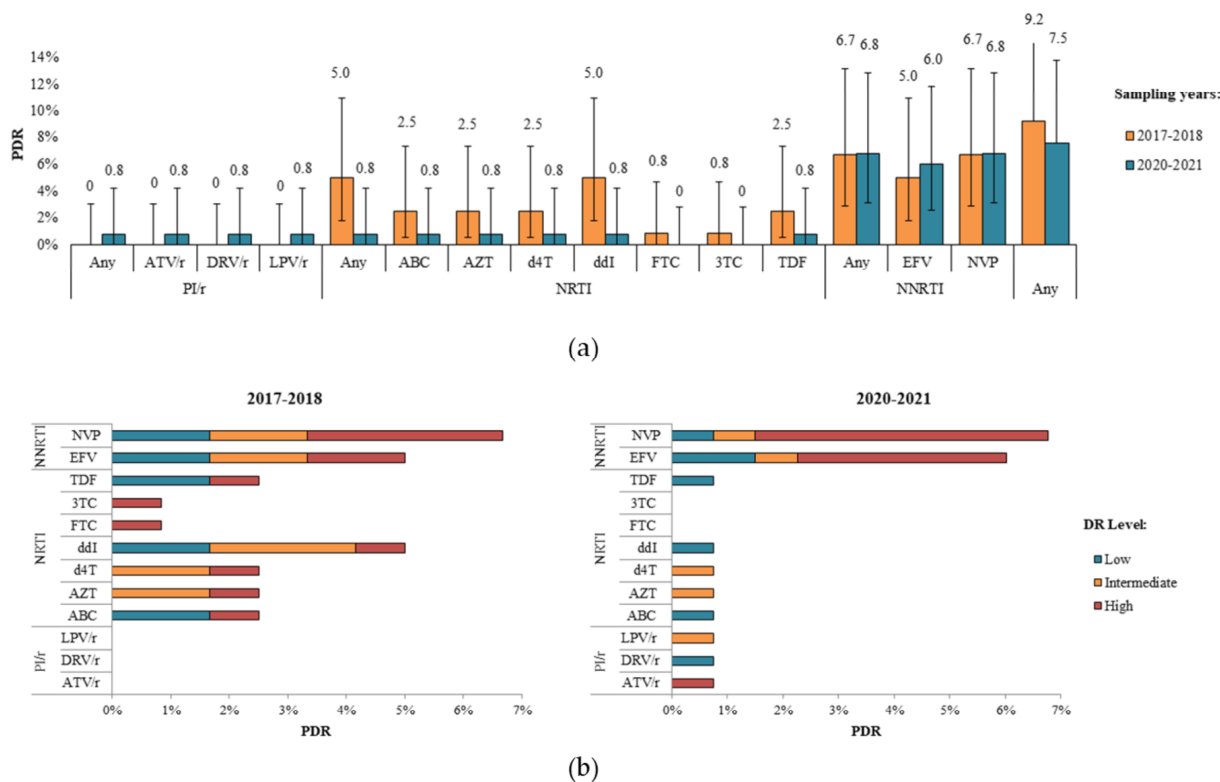 9.2
6.7 6.8 6.7 6.8 7.5
14%
5.0 5.0 5.0 6.0
12%
Sampling years:
10%
2.5 2.5 2.5 2.5
2017-2018
PDR
8%
0.8 0.8 0.8 0.8 0.8 0.8 0.8 0.8 0.8 0.8 0.8 0.8
2020-2021
6%
0 0 0 0 0 0
4%
2%
0%
Any ATV/r DRV/r LPV/r Any ABC AZT d4T ddI FTC 3TC TDF Any EFV NVP
PI/r NRTI NNRTI Any
(a)
2017-2018
NNRTI
NVP
EFV
NRTI
TDF
3TC
FTC
ddI
d4T
AZT
ABC
PI/r
LPV/r
DRV/r
ATV/r
0% 1% 2% 3% 4% 5% 6% 7%
PDR
2020-2021
NNRTI
NVP
EFV
NRTI
TDF
3TC
FTC
ddI
d4T
AZT
ABC
PI/r
LPV/r
DRV/r
ATV/r
0% 1% 2% 3% 4% 5% 6% 7%
PDR
DR Level:
Low
Intermediate
High
(b)